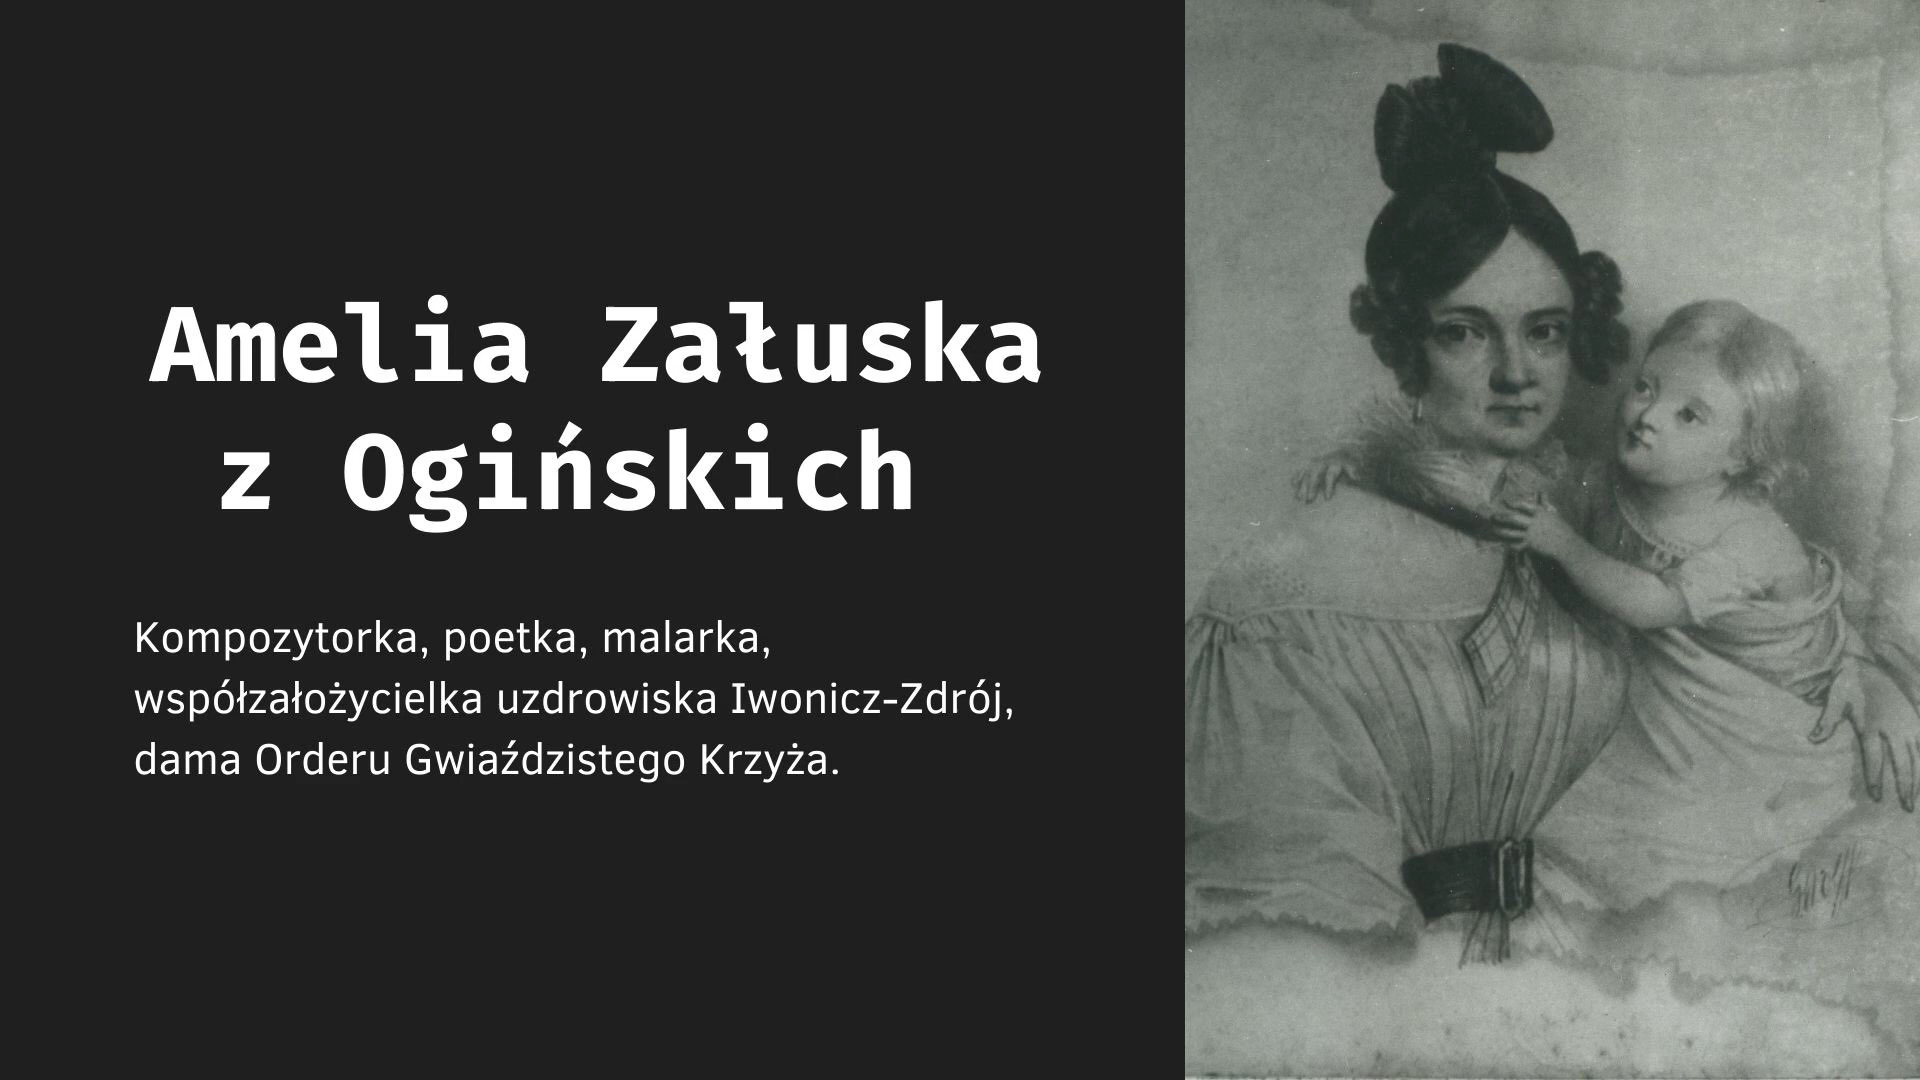 Amelia Załuska
z Ogińskich
Kompozytorka, poetka, malarka,
współzałożycielka uzdrowiska Iwonicz-Zdrój,
dama Orderu Gwiaździstego Krzyża.